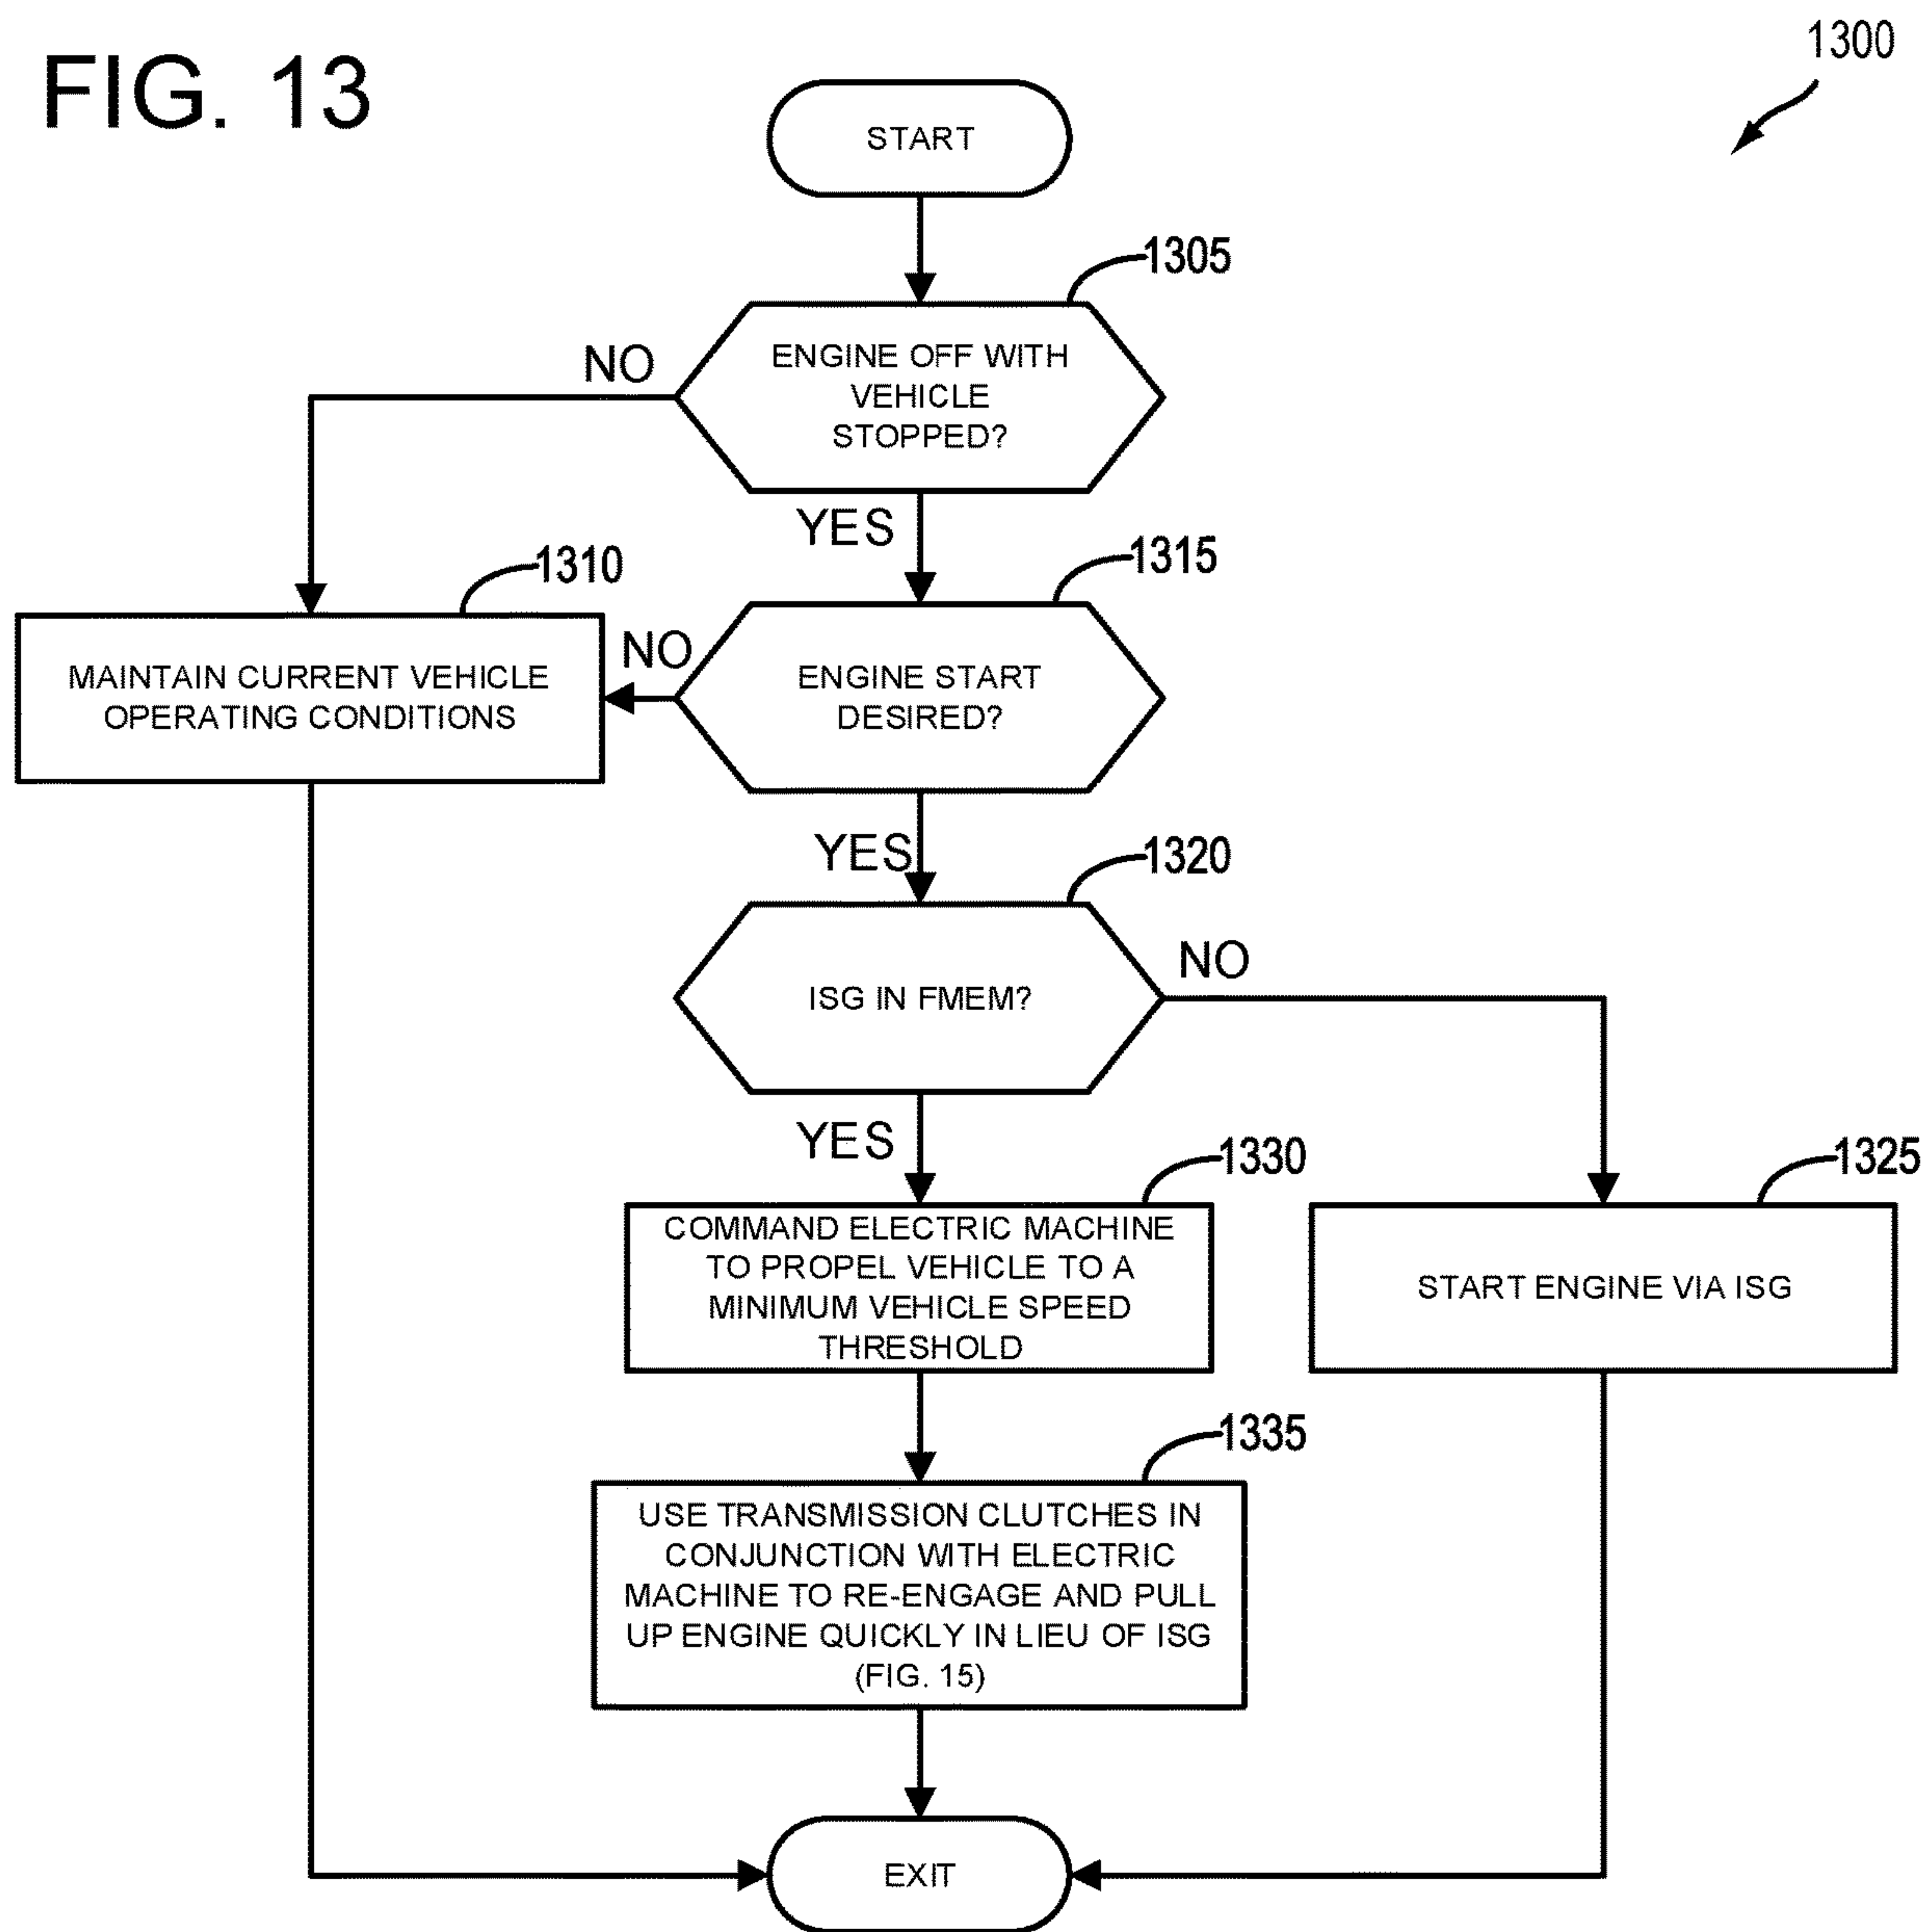 FIG. 13
1300
START
1305
ENGINE OFF WITH
VEHICLE
STOPPED?
NO
YES
1310
1315
MAINTAIN CURRENT VEHICLE
OPERATING CONDITIONS
NO
ENGINE START
DESIRED?
YES
1320
ISG IN FMEM?
NO
YES
1330
1325
COMMAND ELECTRIC MACHINE
TO PROPEL VEHICLE TO A
MINIMUM VEHICLE SPEED
THRESHOLD
START ENGINE VIA ISG
1335
USE TRANSMISSION CLUTCHES IN
CONJUNCTION WITH ELECTRIC
MACHINE TO RE-ENGAGE AND PULL
UP ENGINE QUICKLY IN LIEU OF ISG
(FIG. 15)
EXIT